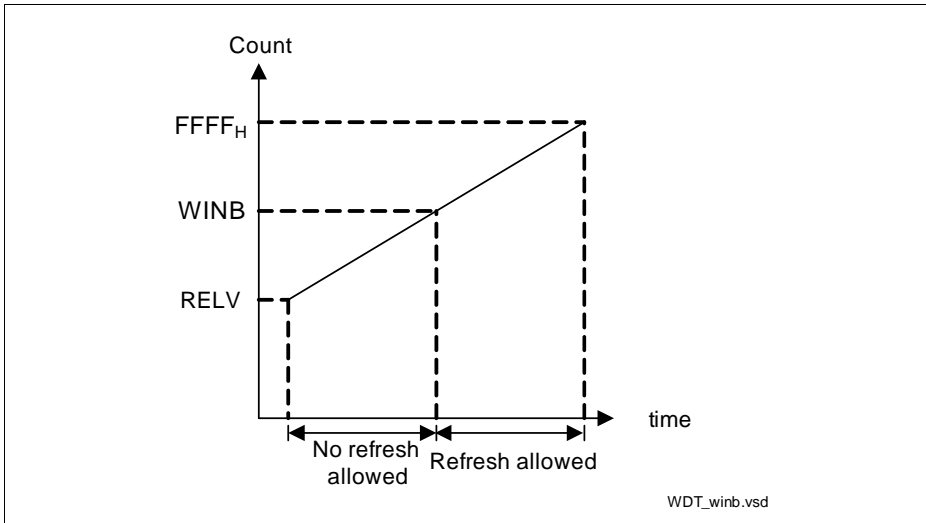 Count
FFFFH
WINB
RELV
time
No refresh
allowed
Refresh allowed
WDT_winb.vsd